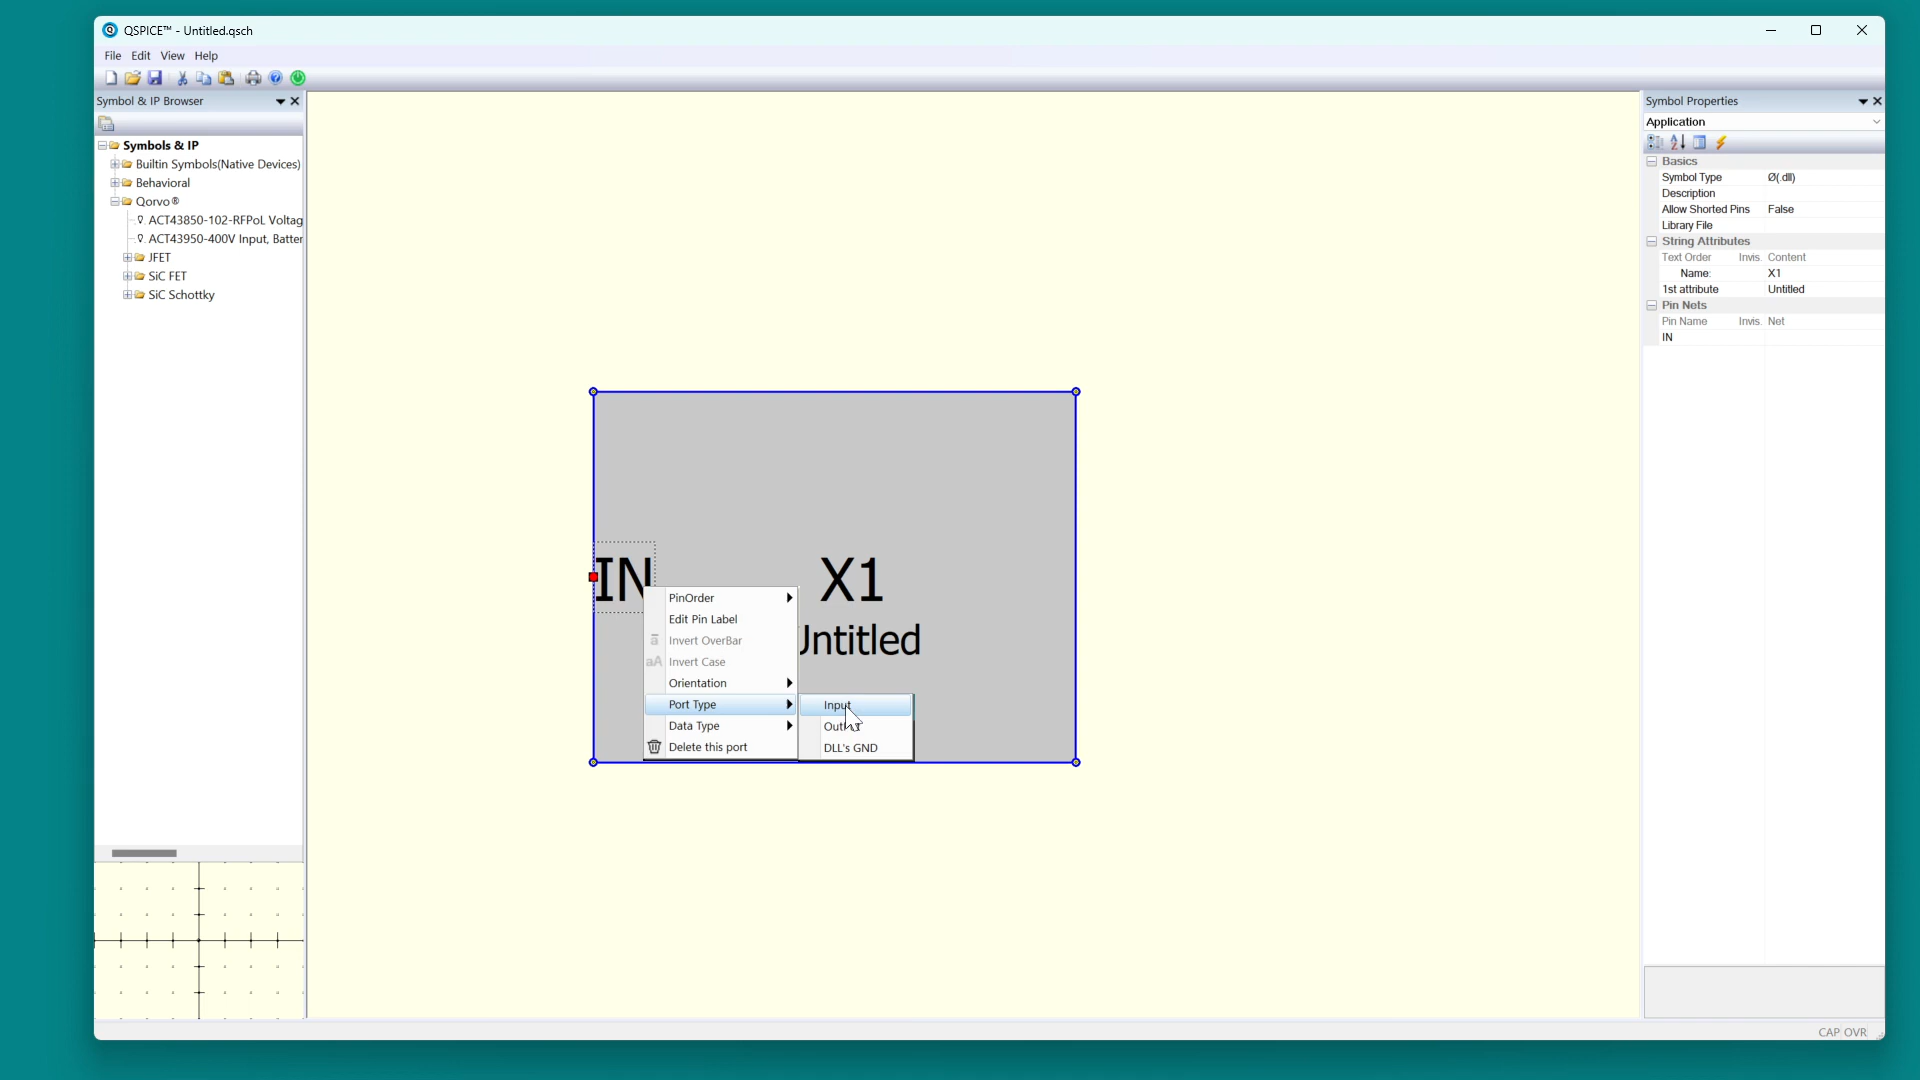 QSPICE™ - Untitled.qsch
File Edit View Help
Symbol & IP Browser
Symbols & IP
Builtin Symbols(Native Devices)
Behavioral
Qorvo®
ACT43850-102-RFPoL Voltag
ACT43950-400V Input, Batter
JFET
SiC FET
SiC Schottky
IN
X1
Untitled
PinOrder
Edit Pin Label
a Invert OverBar
aA Invert Case
Orientation
Port Type
Data Type
Delete this port
Input
DLL's GND
Symbol Properties
Application
Basics
Symbol Type Ø(.dll)
Description
Allow Shorted Pins False
Library File
String Attributes
Text Order Invis. Content
Name: X1
1st attribute Untitled
Pin Nets
Pin Name Invis. Net
IN
CAP OVR